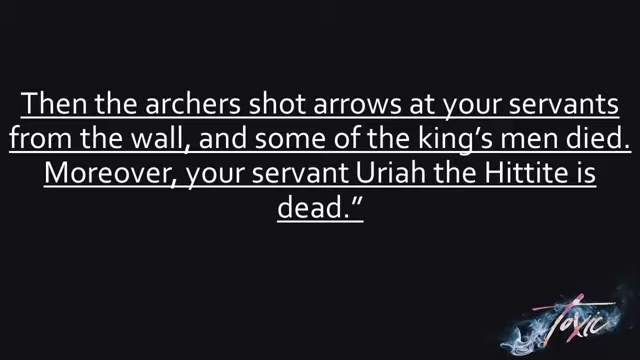 Then the archers shot arrows at your servants
from the wall, and some of the king’s men died.
Moreover, your servant Uriah the Hittite is
dead.”
Toxic